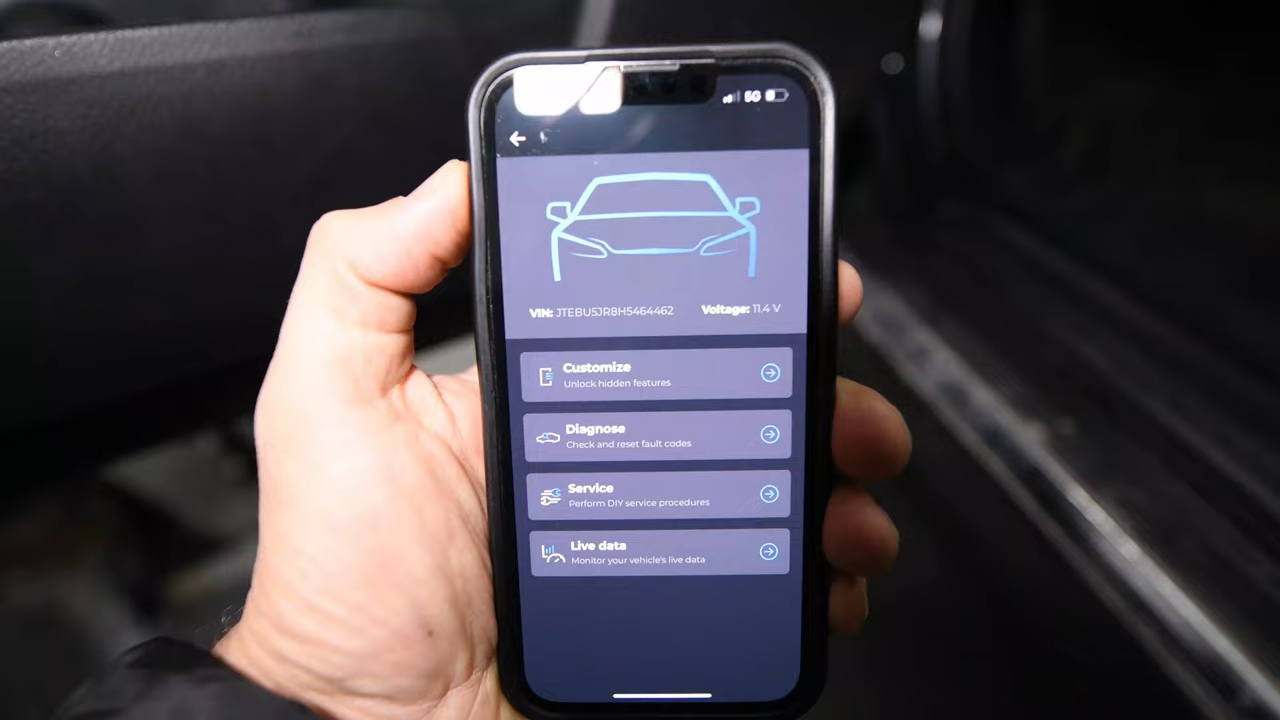 5G
VIN: JTEBU5JR8H5464462 Voltage: 11.4 V
Customize
Unlock hidden features
Diagnose
Check and reset fault codes
Service
Perform DIY service procedures
Live data
Monitor your vehicle's live data